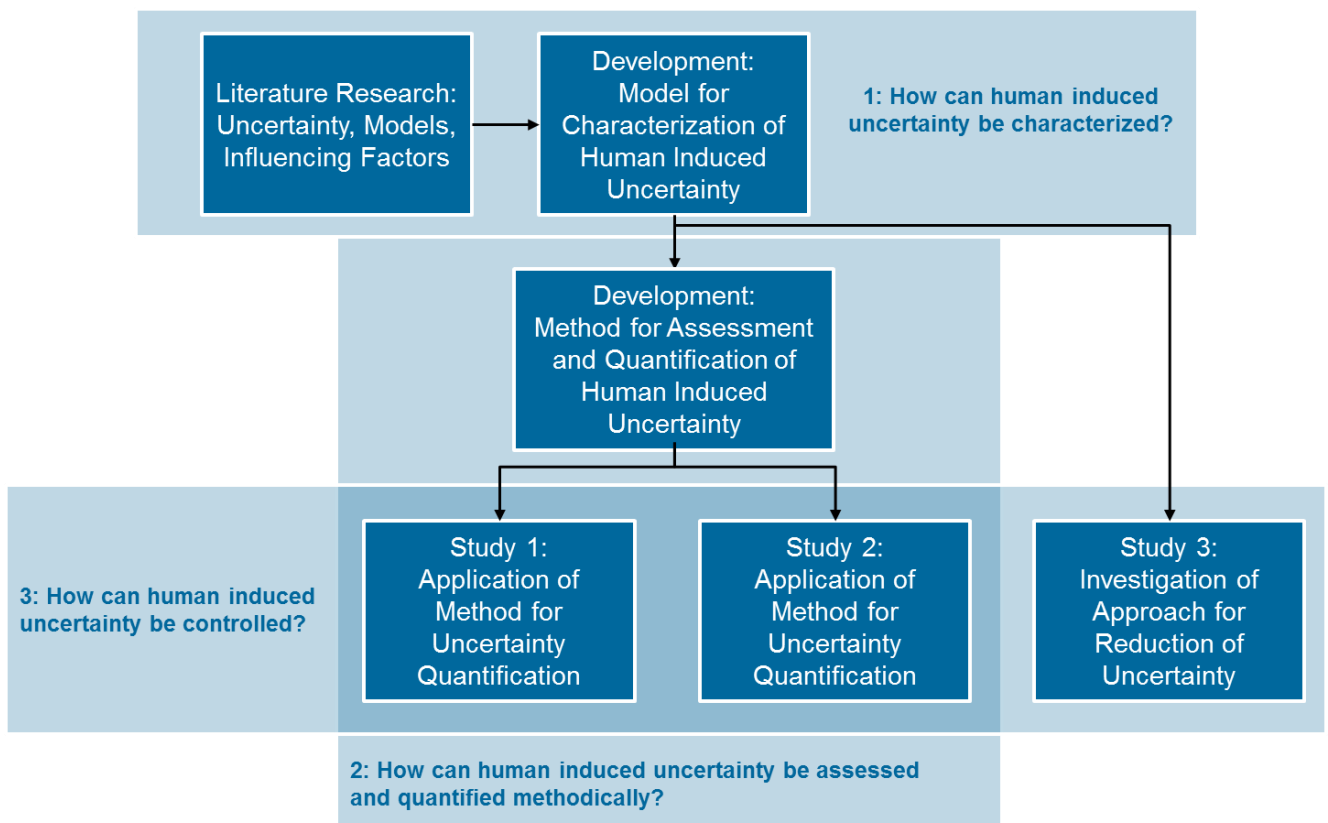 Literature Research:
Uncertainty, Models,
Influencing Factors
Development:
Model for
Characterization of
Human Induced
Uncertainty
1: How can human induced
uncertainty be characterized?
Development:
Method for Assessment
and Quantification of
Human Induced
Uncertainty
3: How can human induced
uncertainty be controlled?
Study 1:
Application of
Method for
Uncertainty
Quantification
Study 2:
Application of
Method for
Uncertainty
Quantification
Study 3:
Investigation of
Approach for
Reduction of
Uncertainty
2: How can human induced uncertainty be assessed
and quantified methodically?